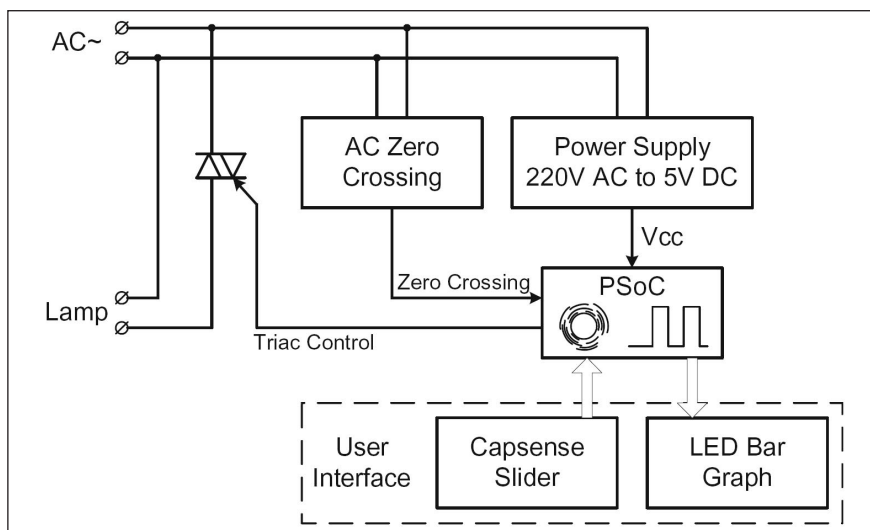 AC~
AC Zero
Crossing
Power Supply
220V AC to 5V DC
Vcc
Zero Crossing
PSoC
Lamp
Triac Control
User
Interface
Capsense
Slider
LED Bar
Graph